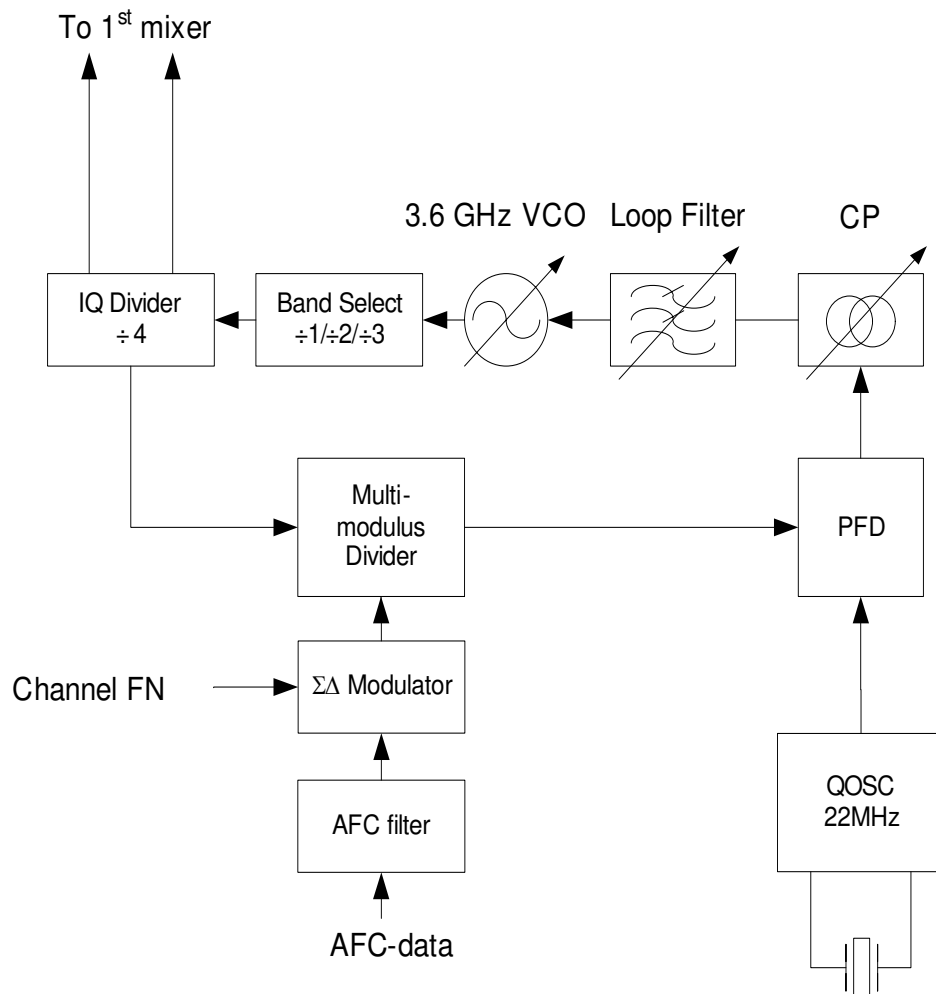 To 1st mixer
3.6 GHz VCO
Loop Filter
CP
IQ Divider
÷4
Band Select
÷1/÷2/÷3
Multi-
modulus
Divider
PFD
Channel FN
ΣΔ Modulator
QOSC
22MHz
AFC filter
AFC-data